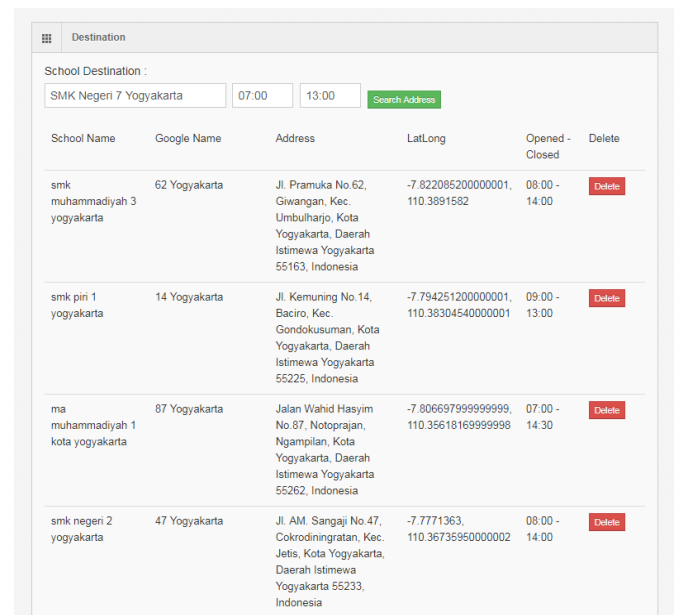 Destination
School Destination :
SMK Negeri 7 Yogyakarta 07:00 13:00 Search Address
School Name Google Name Address LatLong Opened - Delete
Closed
smk 62 Yogyakarta Jl. Pramuka No.62, -7.822085200000001, 08:00 - Delete
muhammadiyah 3 Giwangan, Kec. 110.3891582 14:00
yogyakarta Umbulharjo, Kota
Yogyakarta, Daerah
Istimewa Yogyakarta
55163, Indonesia
smk piri 1 14 Yogyakarta Jl. Kemuning No.14, -7.794251200000001, 09:00 - Delete
yogyakarta Baciro, Kec. 110.38304540000001 13:00
Gondokusuman, Kota
Yogyakarta, Daerah
Istimewa Yogyakarta
55225, Indonesia
ma 87 Yogyakarta Jalan Wahid Hasyim -7.806697999999999, 07:00 - Delete
muhammadiyah 1 No.87, Notoprajan, 110.35618169999998 14:30
kota yogyakarta Ngampilan, Kota
Yogyakarta, Daerah
Istimewa Yogyakarta
55262, Indonesia
smk negeri 2 47 Yogyakarta Jl. AM. Sangaji No.47, -7.7771363, 08:00 - Delete
yogyakarta Cokrodiningratan, Kec. 110.36735950000002 14:00
Jetis, Kota Yogyakarta,
Daerah Istimewa
Yogyakarta 55233,
Indonesia